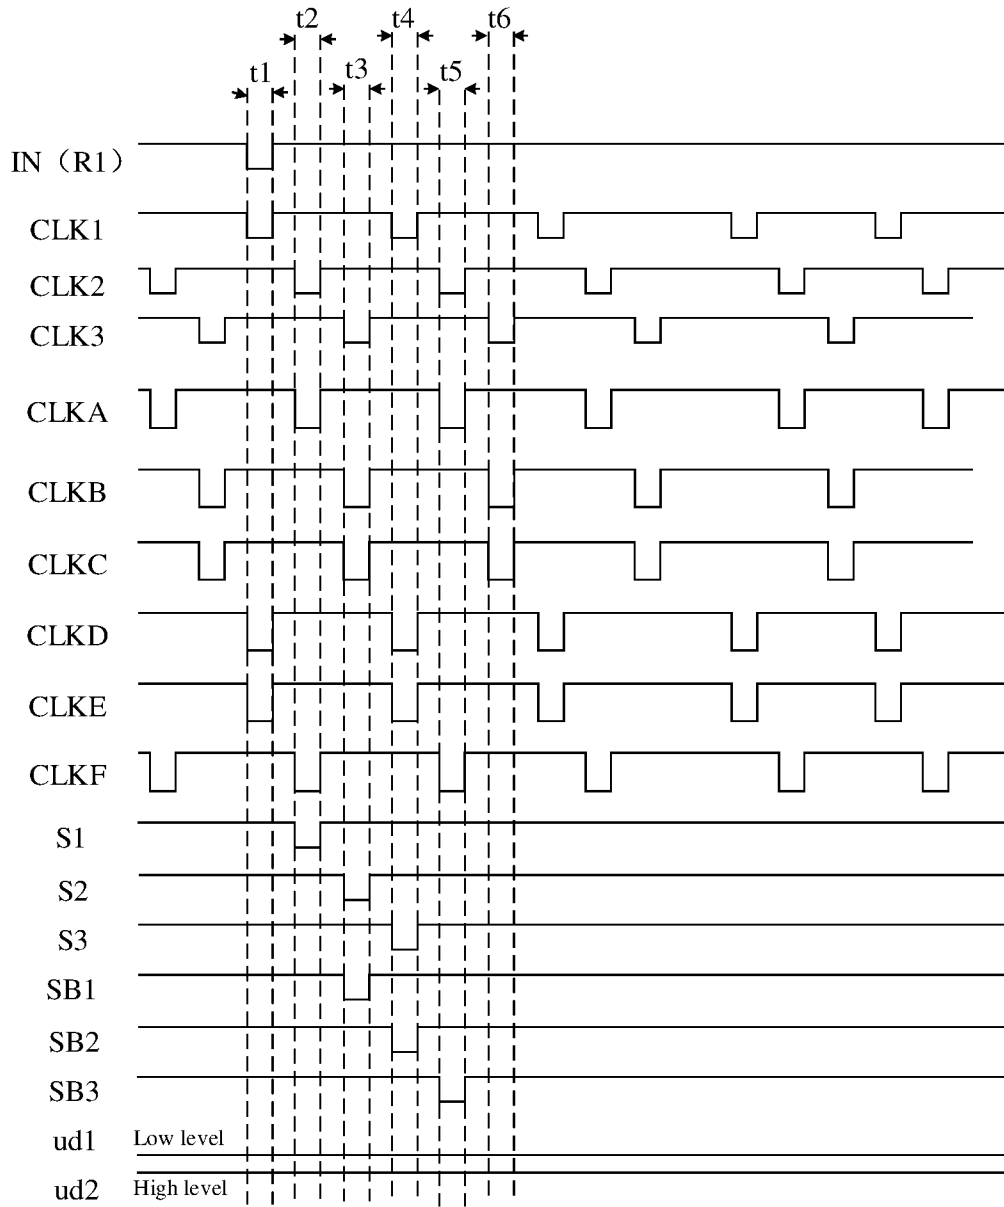 t2 t4 t6
t1 t3 t5
IN（R1）
CLK1
CLK2
CLK3
CLKA
CLKB
CLKC
CLKD
CLKE
CLKF
S1
S2
S3
SB1
SB2
SB3
ud1 Low level
ud2 High level